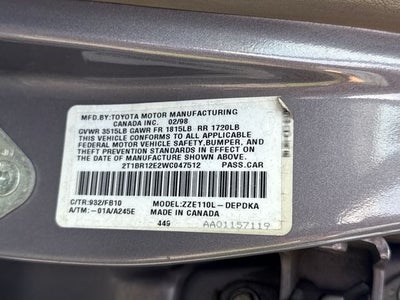 MFD.BY:TOYOTA MOTOR MANUFACTURING
CANADA INC. 02/98
GVWR 3515LB GAWR FR 1815LB RR 1720LB
THIS VEHICLE CONFORMS TO ALL APPLICABLE
FEDERAL MOTOR VEHICLE SAFETY, BUMPER, AND
THEFT PREVENTION STANDARDS IN EFFECT ON THE
DATE OF MANUFACTURE SHOWN ABOVE.
2T1BR12E2WC047512 PASS.CAR
C/TR:932/FB10 MODEL:ZZE110L-DEPDKA
A/TM:-01A/A245E MADE IN CANADA
449 AA01157119